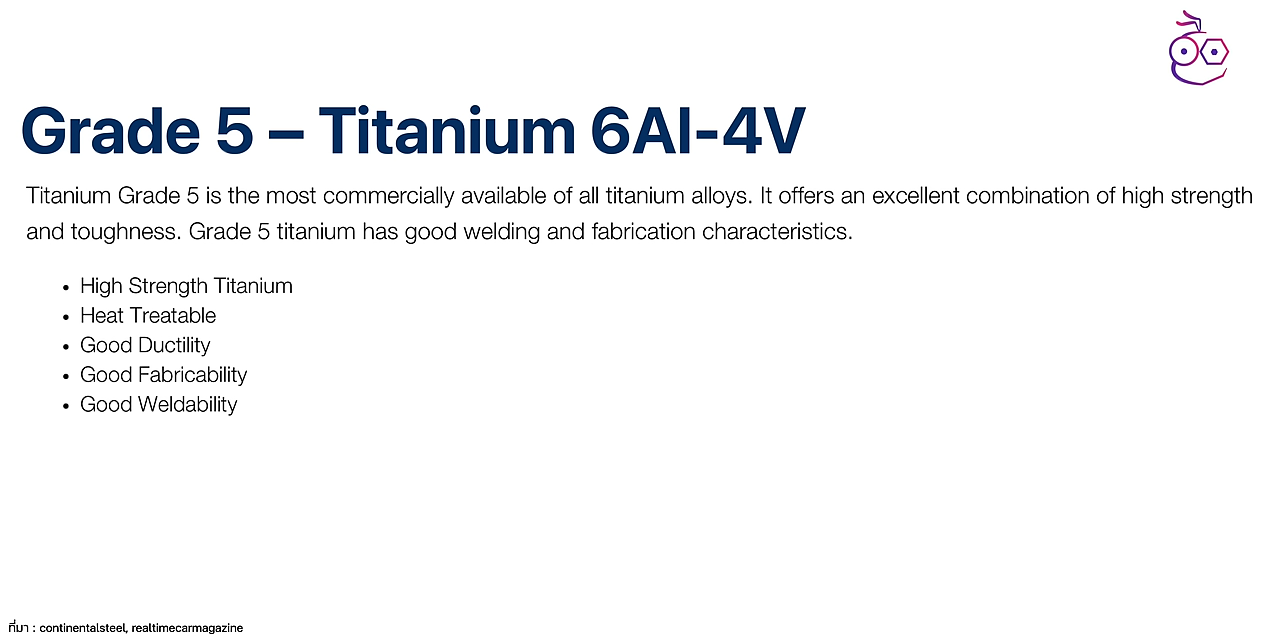 Grade 5 – Titanium 6Al-4V
Titanium Grade 5 is the most commercially available of all titanium alloys. It offers an excellent combination of high strength
and toughness. Grade 5 titanium has good welding and fabrication characteristics.
• High Strength Titanium
• Heat Treatable
• Good Ductility
• Good Fabricability
• Good Weldability
ที่มา : continentalsteel, realtimecarmagazine